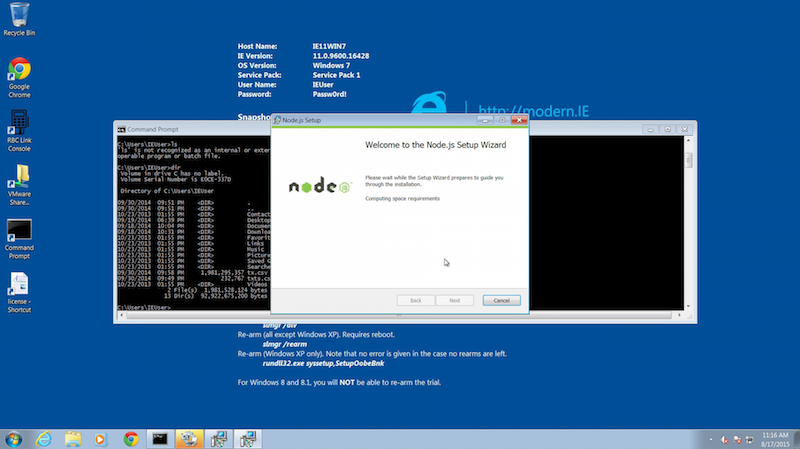 Recycle Bin
Google
Chrome
RBC Link
Console
VMware
Share...
Command
Prompt
license -
Shortcut
Host Name: IE11WIN7
IE Version: 11.0.9600.16428
OS Version: Windows 7
Service Pack: Service Pack 1
User Name: IEUser
Password: Passw0rd!
Snapsho
http://modern.IE
Command Prompt
C:\Users\IEUser>ls
'ls' is not recognized as an internal or exter
operable program or batch file.
C:\Users\IEUser>dir
Volume in drive C has no label.
Volume Serial Number is E0CE-337D
Directory of C:\Users\IEUser
09/30/2014 09:51 PM <DIR> .
09/30/2014 09:51 PM <DIR> ..
10/23/2013 01:55 PM <DIR> Contac
09/19/2014 06:39 PM <DIR> Deskto
09/18/2014 10:04 PM <DIR> Docume
09/18/2014 10:31 PM <DIR> Downlo
10/23/2013 01:55 PM <DIR> Favori
10/23/2013 01:55 PM <DIR> Links
10/23/2013 01:55 PM <DIR> Music
10/23/2013 01:55 PM <DIR> Pictur
10/23/2013 01:55 PM <DIR> Saved G
10/23/2013 01:55 PM <DIR> Searche
09/30/2014 09:58 PM 1,981,295,357 tx.csv
09/30/2014 09:49 PM 232,767 txts.cs
10/23/2013 01:55 PM <DIR> Videos
2 File(s) 1,981,528,124 bytes
13 Dir(s) 92,922,675,200 bytes
C:\Users\IEUser>
Node.js Setup
Welcome to the Node.js Setup Wizard
Please wait while the Setup Wizard prepares to guide you
through the installation.
Computing space requirements
node
JS
Back Next Cancel
slmgr /dlv
Re-arm (all except Windows XP). Requires reboot.
slmgr /rearm
Re-arm (Windows XP only). Note that no error is given in the case no rearms are left.
rundll32.exe syssetup,SetupOobeBnk
For Windows 8 and 8.1, you will NOT be able to re-arm the trial.
11:16 AM
8/17/2015